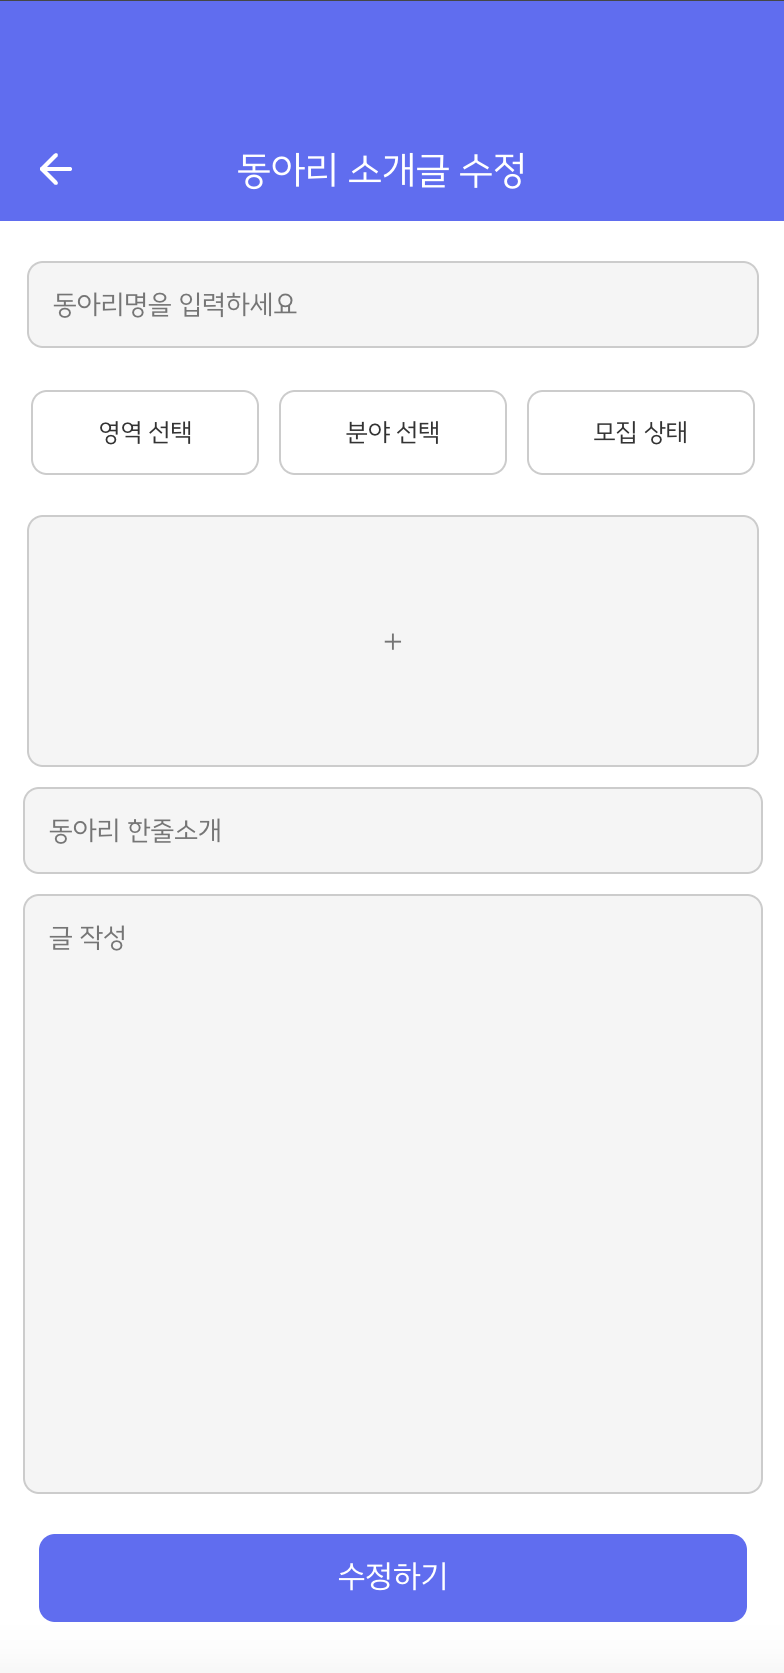 동아리 소개글 수정
동아리명을 입력하세요
영역 선택 분야 선택 모집 상태
+
동아리 한줄소개
글 작성
수정하기